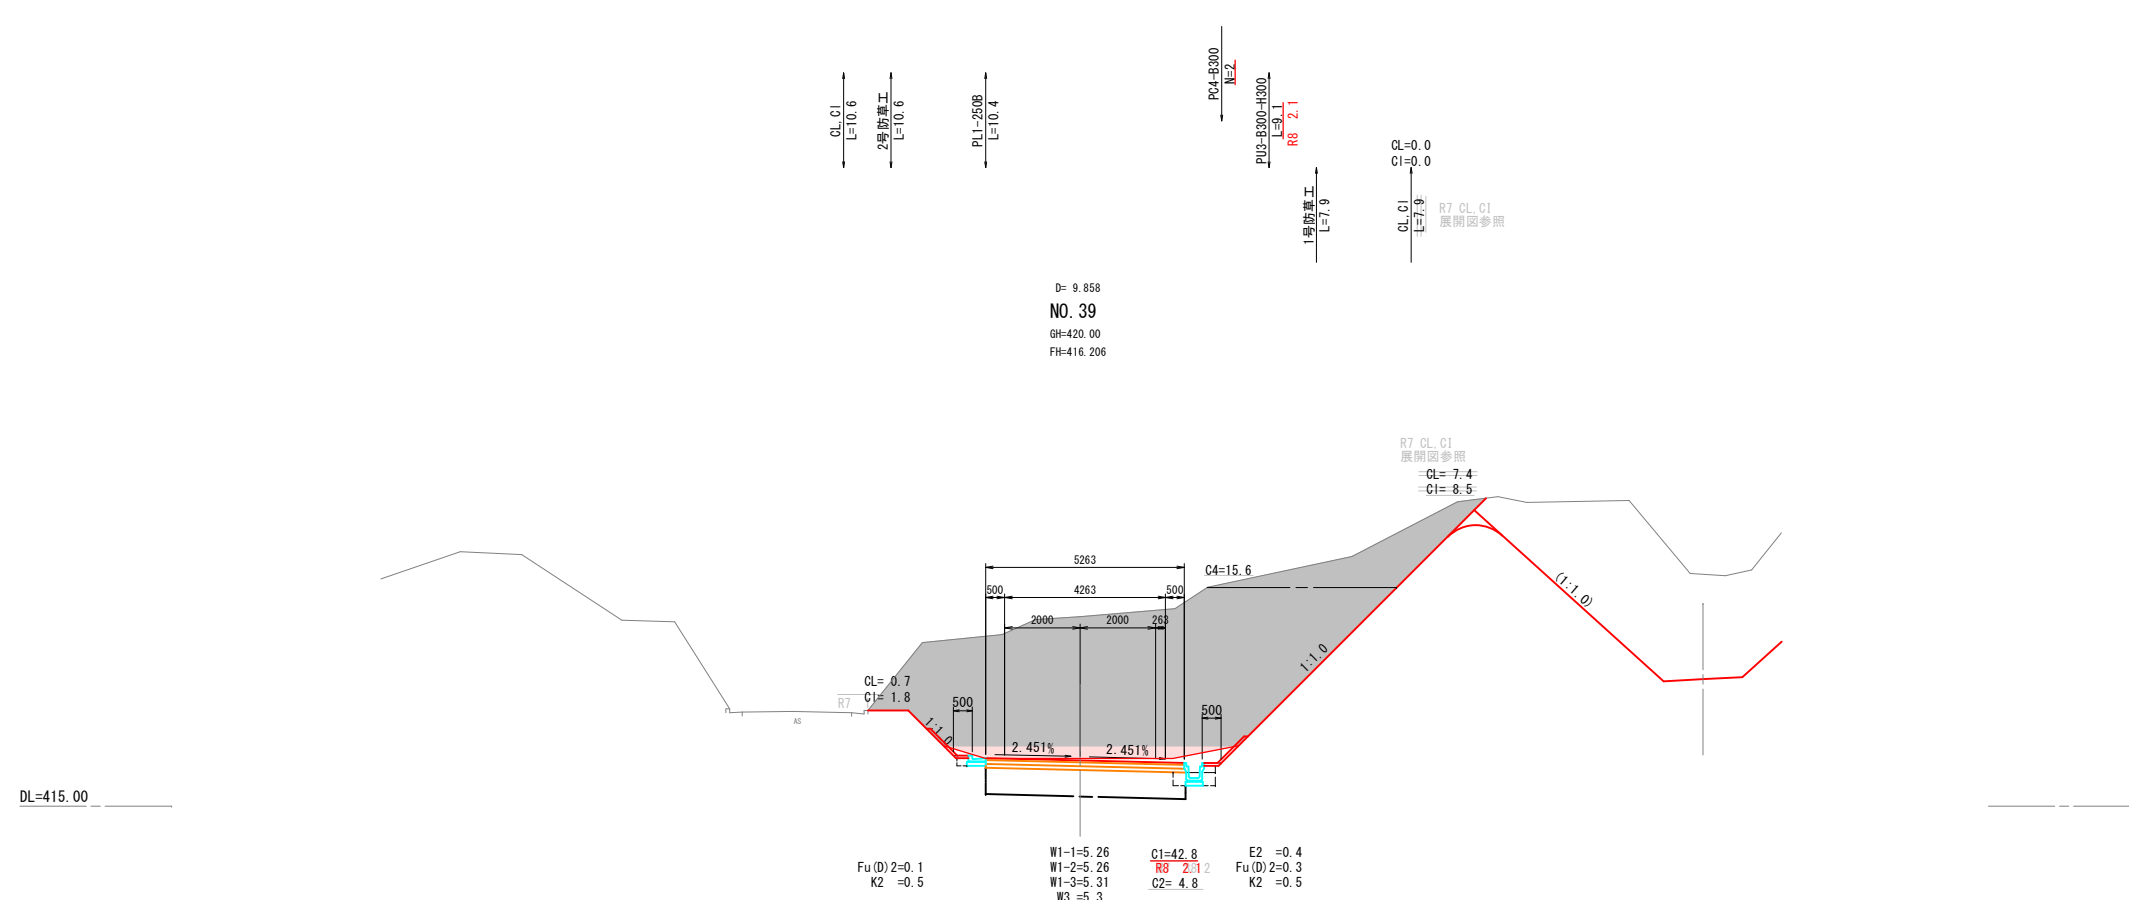 PC4-B300
N=2
CL,CI
L=10.6
2号防草工
L=10.6
PL1-250B
L=10.4
PU3-B300-H300
L=9.1
R8 2.1
CL=0.0
CI=0.0
1号防草工
L=7.9
CL,CI
L=7.9
R7 CL,CI
展開図参照
D= 9.858
NO.39
GH=420.00
FH=416.206
R7 CL,CI
展開図参照
CL= 7.4
CI= 8.5
5263
C4=15.6
500
4263
500
2000
2000
263
(1:1.0)
1:1.0
CL= 0.7
CI= 1.8
R7
500
500
AS
1:1.0
2.451%
2.451%
DL=415.00
W1-1=5.26
W1-2=5.26
W1-3=5.31
W3 =5.3
C1=42.8
R8 2.1
C2= 4.8
E2 =0.4
Fu(D)2=0.3
K2 =0.5
Fu(D)2=0.1
K2 =0.5